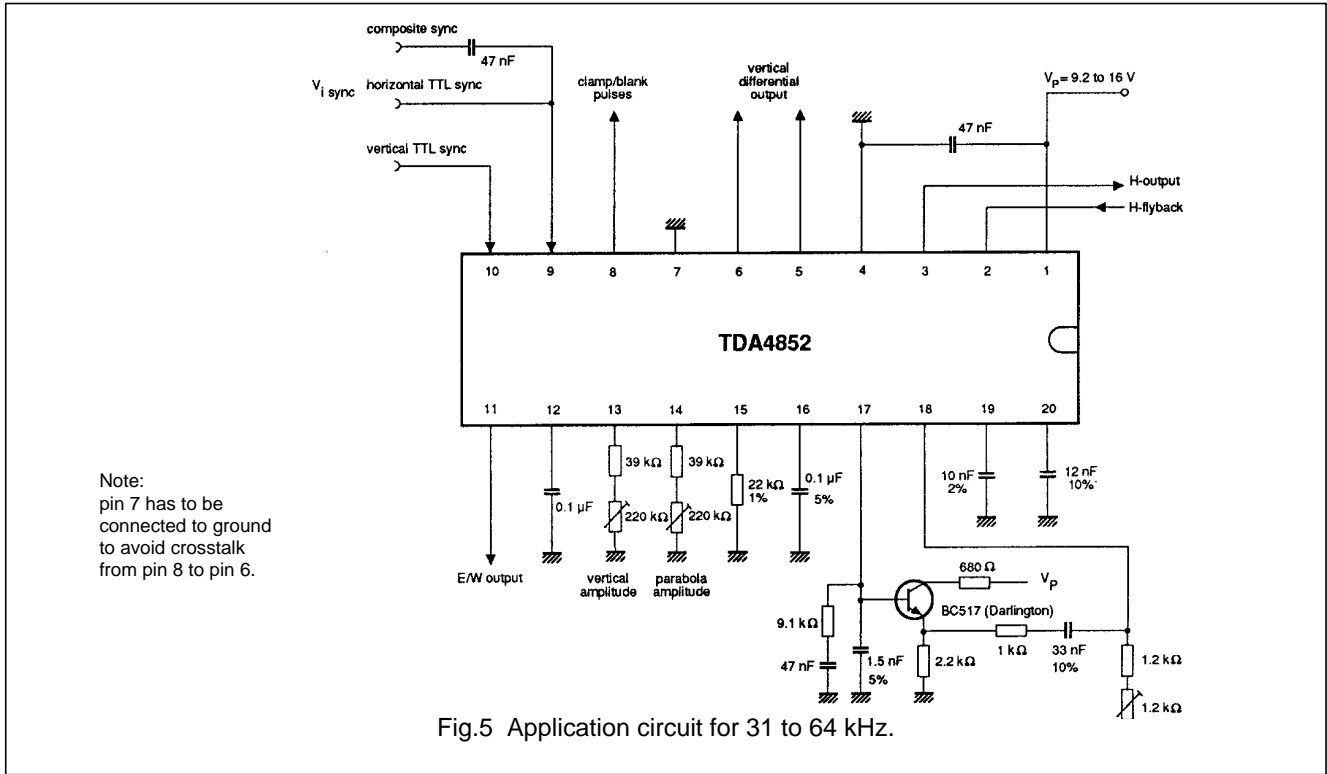 composite sync
47 nF
V i sync
horizontal TTL sync
vertical TTL sync
clamp/blank
pulses
vertical
differential
output
VP = 9.2 to 16 V
47 nF
H-output
H-flyback
10 9 8 7 6 5 4 3 2 1
TDA4852
11 12 13 14 15 16 17 18 19 20
Note:
pin 7 has to be
connected to ground
to avoid crosstalk
from pin 8 to pin 6.
E/W output
0.1 µF
39 kΩ
220 kΩ
vertical
amplitude
39 kΩ
220 kΩ
parabola
amplitude
22 kΩ
1%
0.1 µF
5%
10 nF
2%
12 nF
10%
680 Ω
VP
BC517 (Darlington)
9.1 kΩ
47 nF
1.5 nF
5%
2.2 kΩ
1 kΩ
33 nF
10%
1.2 kΩ
1.2 kΩ
Fig.5 Application circuit for 31 to 64 kHz.